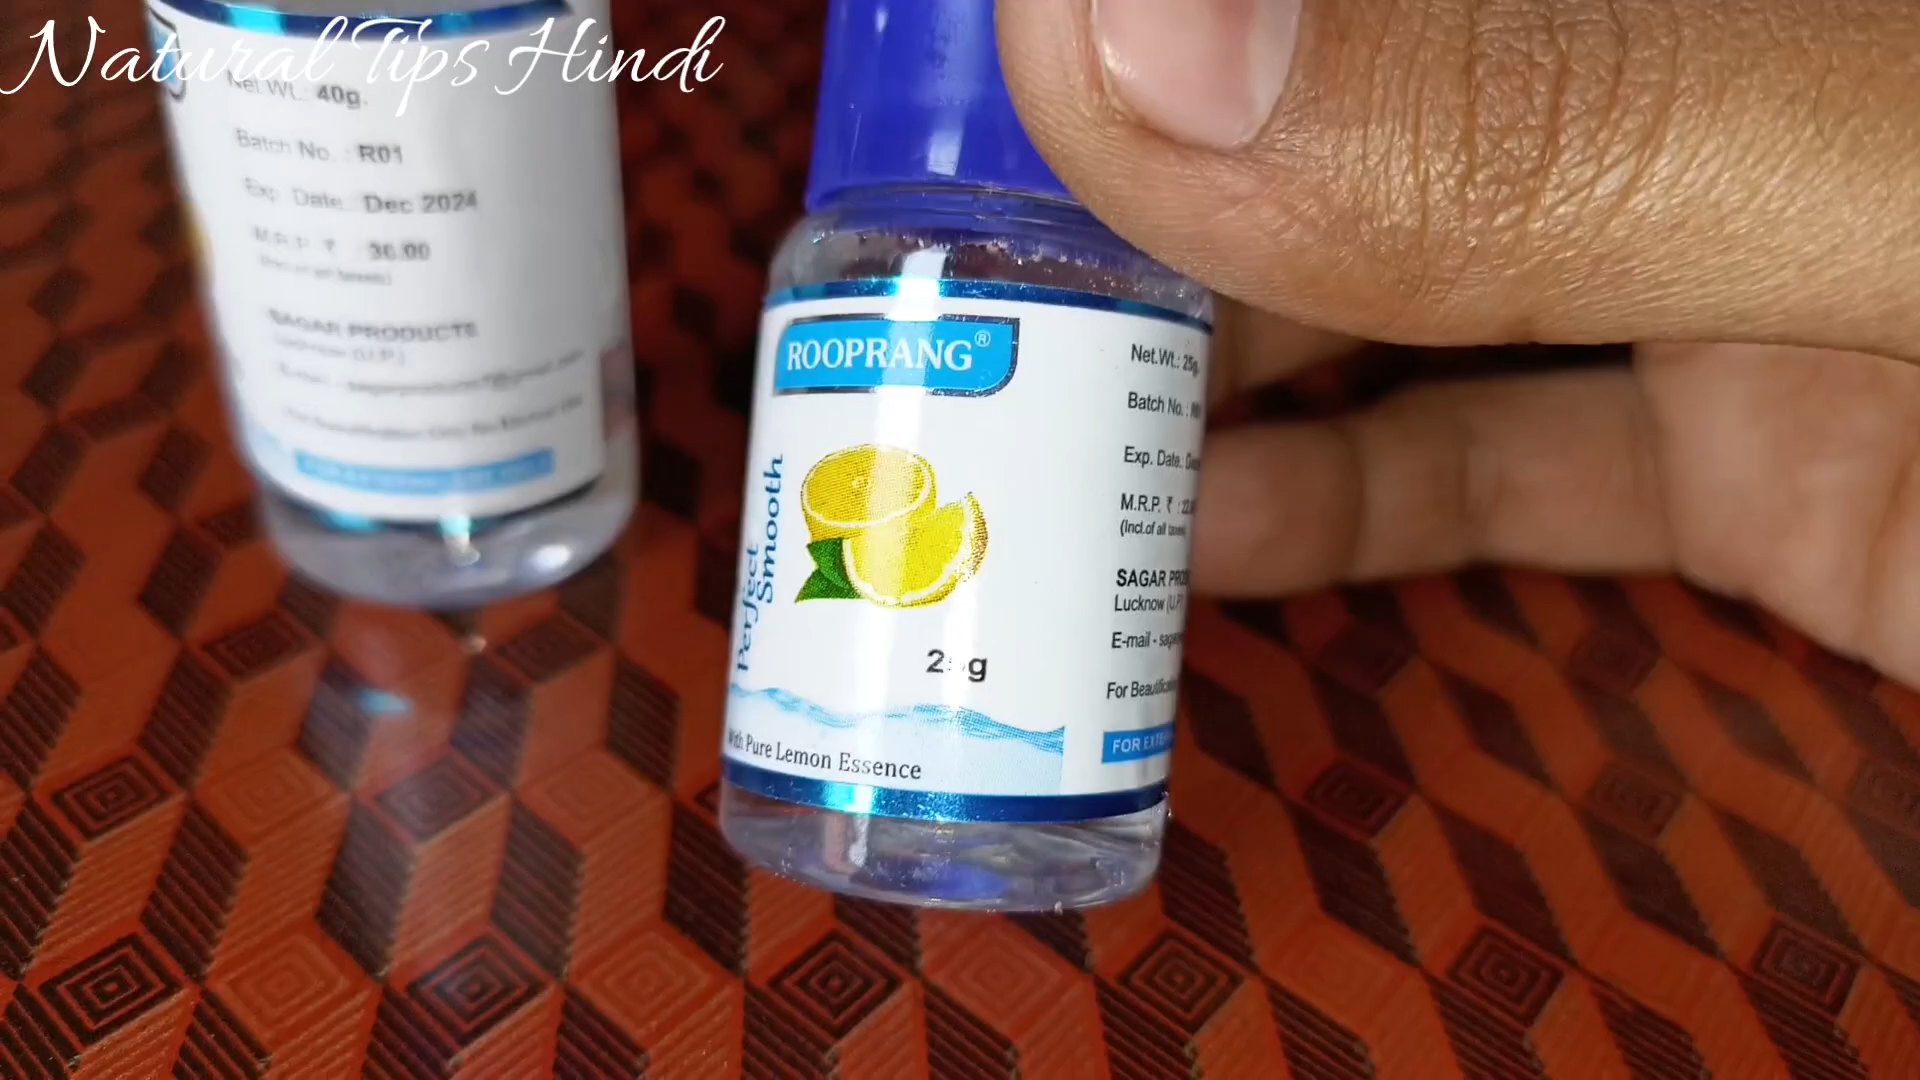 Natural Tips Hindi
Net Wt.: 40g.
Batch No. : R01
Exp. Date : Dec 2024
M.R.P. ₹ : 36.00
SAGAR PRODUCTS
Lucknow (U.P.)
ROOPRANG®
Perfect
Smooth
g
With Pure Lemon Essence
Net.Wt.: 25g.
Batch No. :
Exp. Date.:
M.R.P. ₹ :
(Incl.of all
SAGAR
Lucknow (U.P
E-mail -
For
FOR